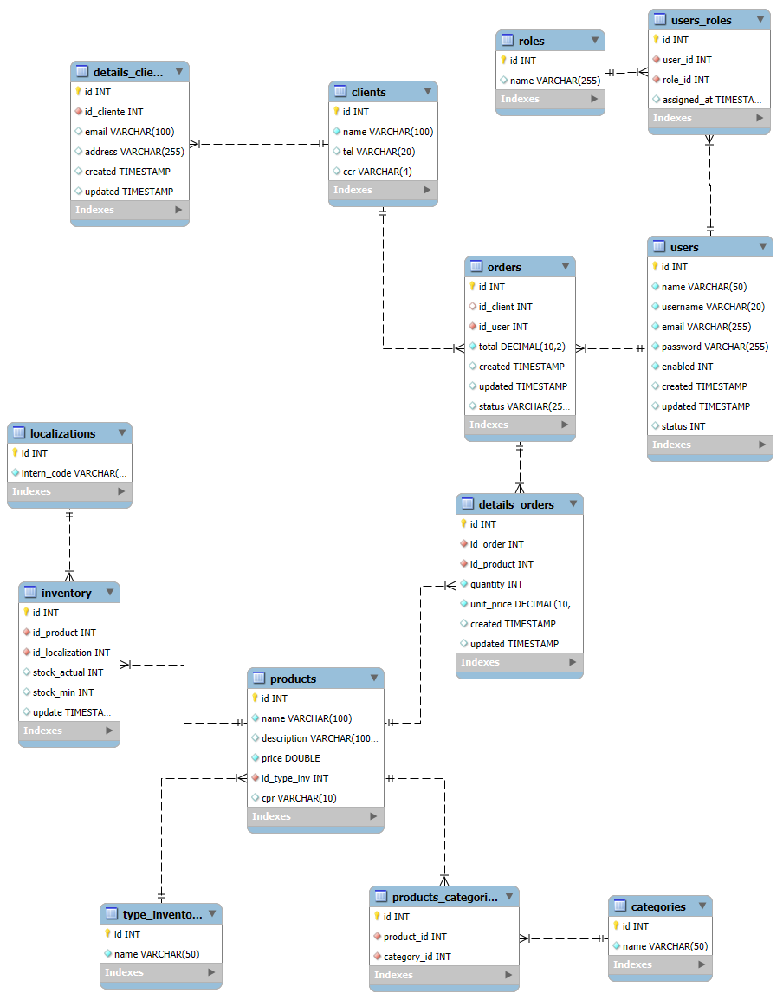 details_clie...
id INT
id_cliente INT
email VARCHAR(100)
address VARCHAR(255)
created TIMESTAMP
updated TIMESTAMP
Indexes
clients
id INT
name VARCHAR(100)
tel VARCHAR(20)
ccr VARCHAR(4)
Indexes
roles
id INT
name VARCHAR(255)
Indexes
users_roles
id INT
user_id INT
role_id INT
assigned_at TIMESTA...
Indexes
orders
id INT
id_client INT
id_user INT
total DECIMAL(10,2)
created TIMESTAMP
updated TIMESTAMP
status VARCHAR(25...
Indexes
users
id INT
name VARCHAR(50)
username VARCHAR(20)
email VARCHAR(255)
password VARCHAR(255)
enabled INT
created TIMESTAMP
updated TIMESTAMP
status INT
Indexes
localizations
id INT
intern_code VARCHAR(...
Indexes
details_orders
id INT
id_order INT
id_product INT
quantity INT
unit_price DECIMAL(10,...
created TIMESTAMP
updated TIMESTAMP
Indexes
inventory
id INT
id_product INT
id_localization INT
stock_actual INT
stock_min INT
update TIMESTA...
Indexes
products
id INT
name VARCHAR(100)
description VARCHAR(100...
price DOUBLE
id_type_inv INT
cpr VARCHAR(10)
Indexes
type_invento...
id INT
name VARCHAR(50)
Indexes
products_categori...
id INT
product_id INT
category_id INT
Indexes
categories
id INT
name VARCHAR(50)
Indexes